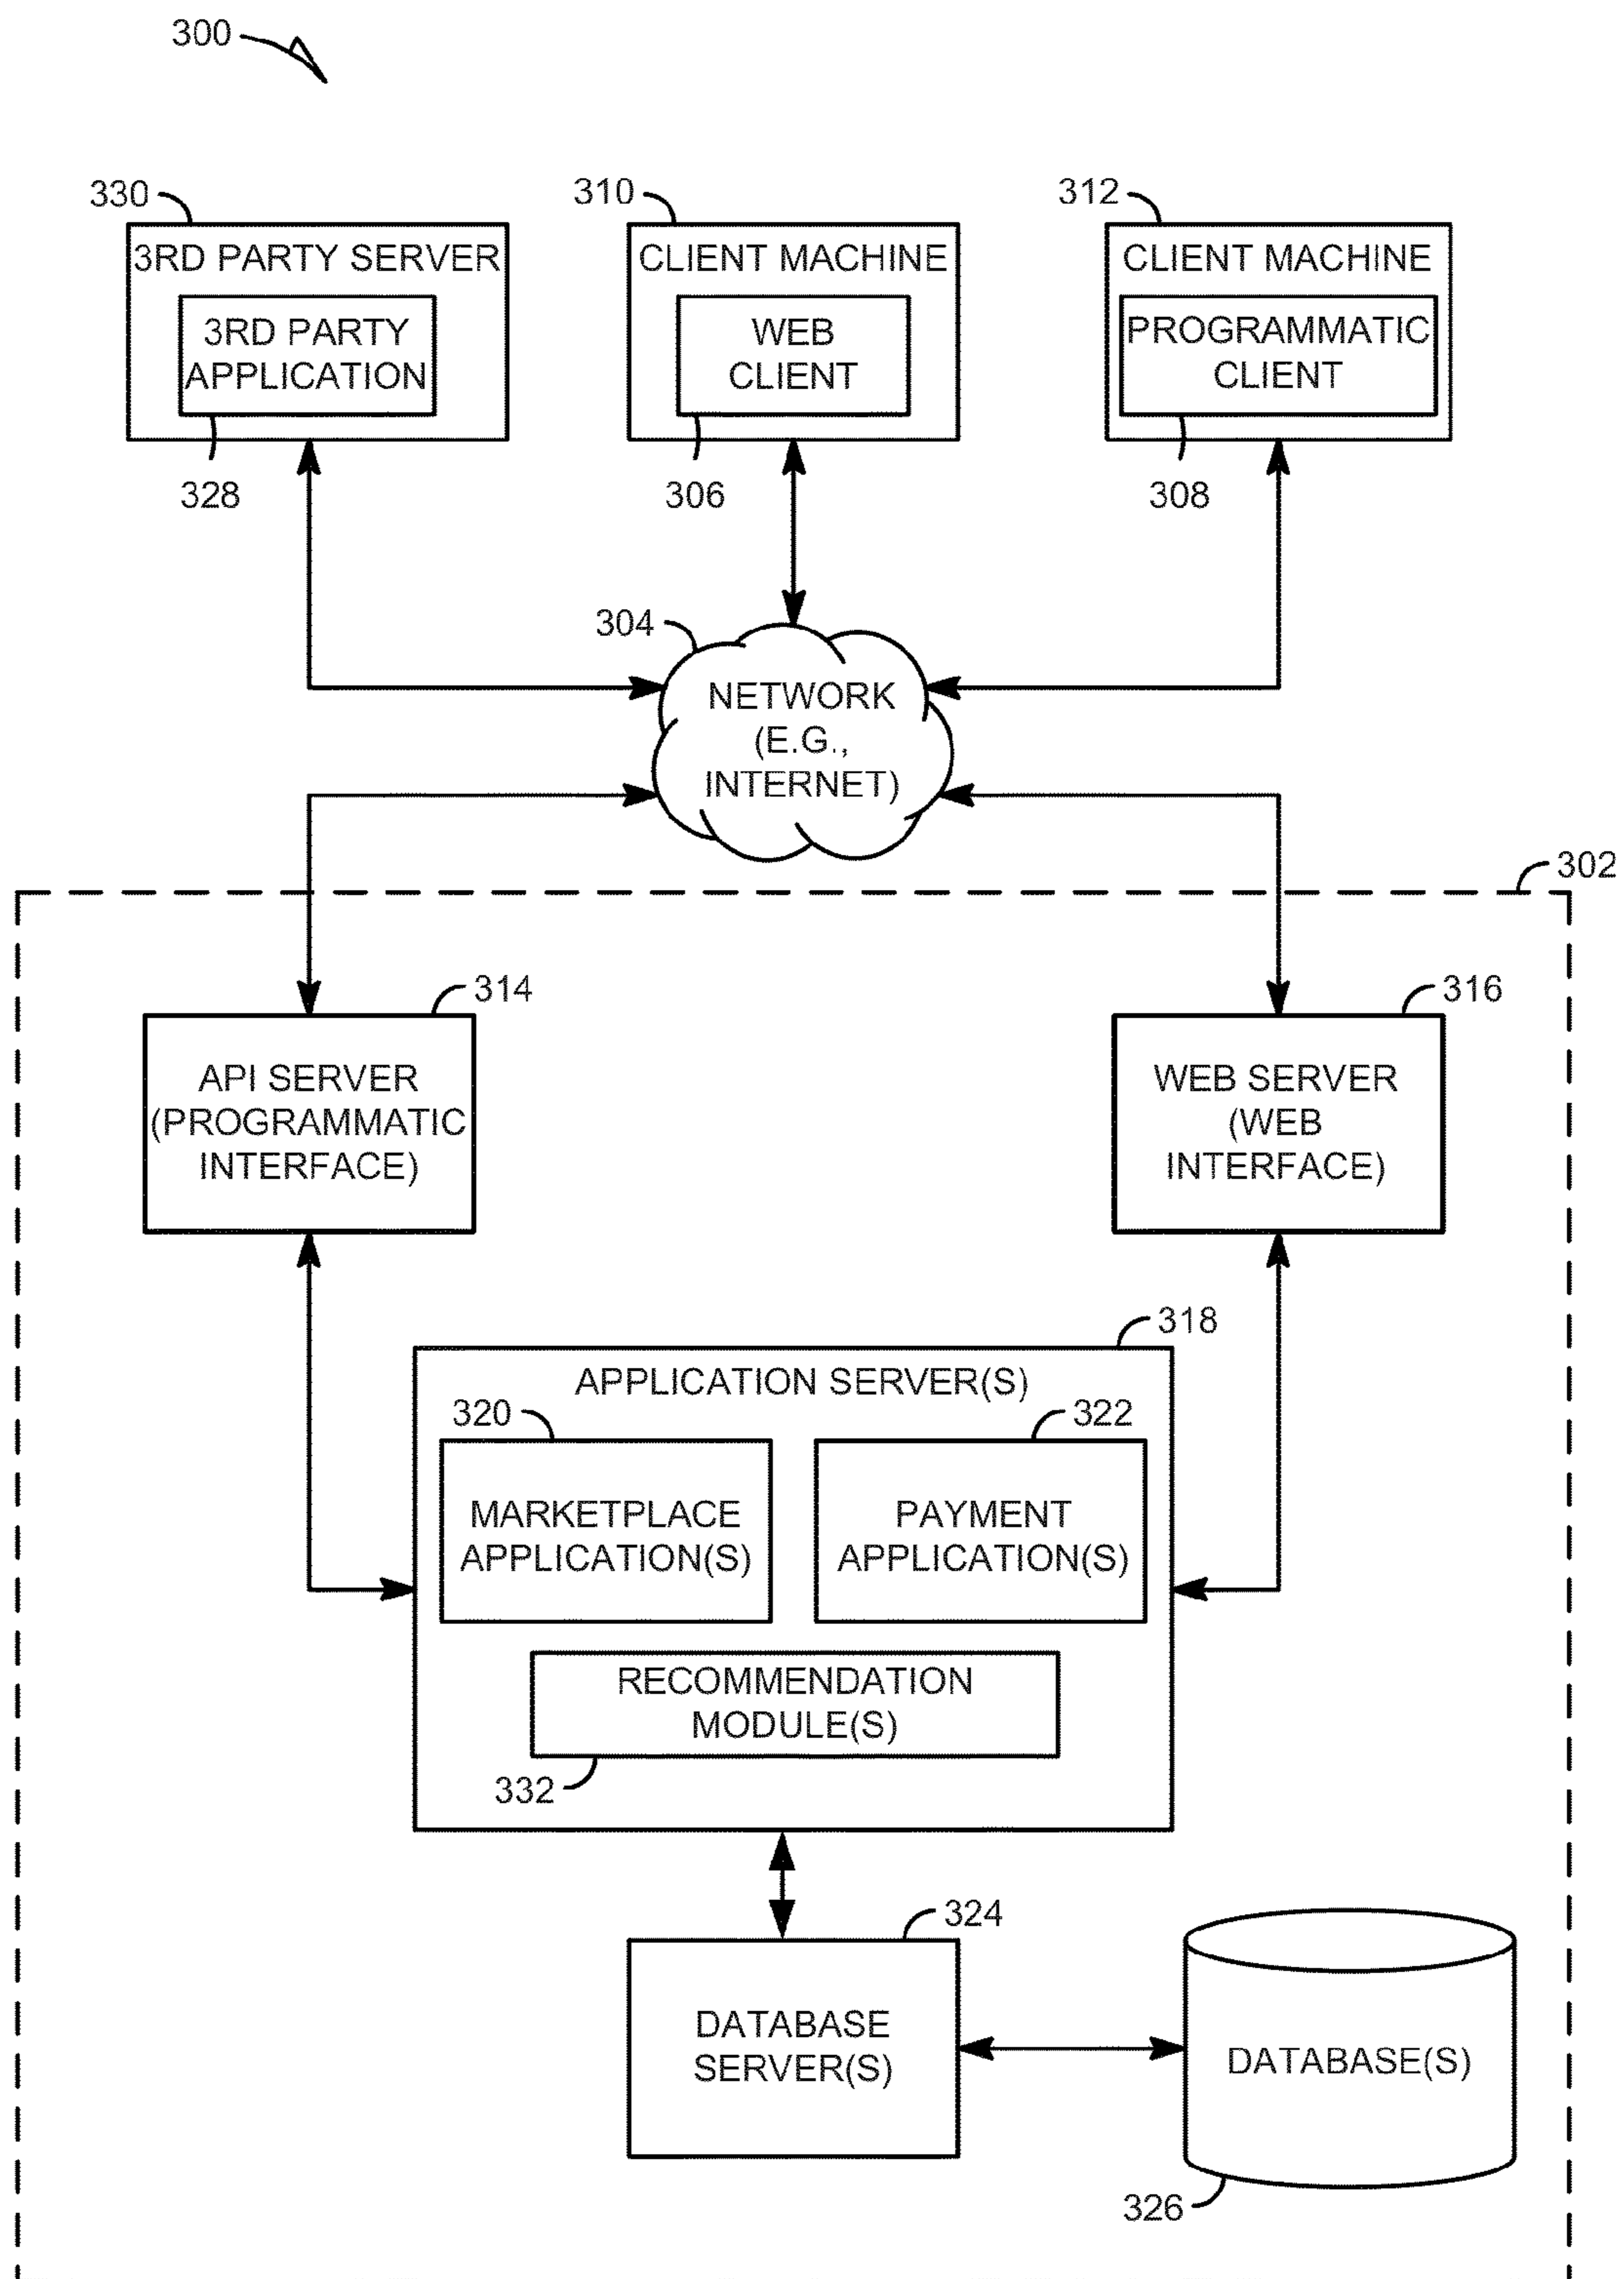 300
330
3RD PARTY SERVER
3RD PARTY
APPLICATION
328
310
CLIENT MACHINE
WEB
CLIENT
306
312
CLIENT MACHINE
PROGRAMMATIC
CLIENT
308
304
NETWORK
(E.G.,
INTERNET)
302
314
API SERVER
(PROGRAMMATIC
INTERFACE)
316
WEB SERVER
(WEB
INTERFACE)
318
APPLICATION SERVER(S)
320
MARKETPLACE
APPLICATION(S)
322
PAYMENT
APPLICATION(S)
RECOMMENDATION
MODULE(S)
332
324
DATABASE
SERVER(S)
DATABASE(S)
326